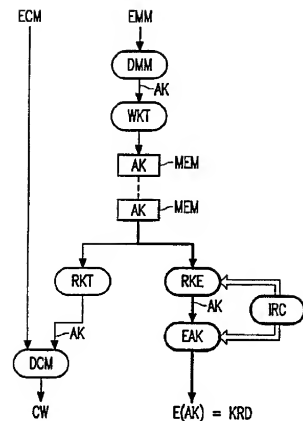 ECM EMM
DMM
AK
WKT
AK MEM
AK MEM
RKT RKE
AK IRC
AK EAK
DCM
CW E(AK) = KRD